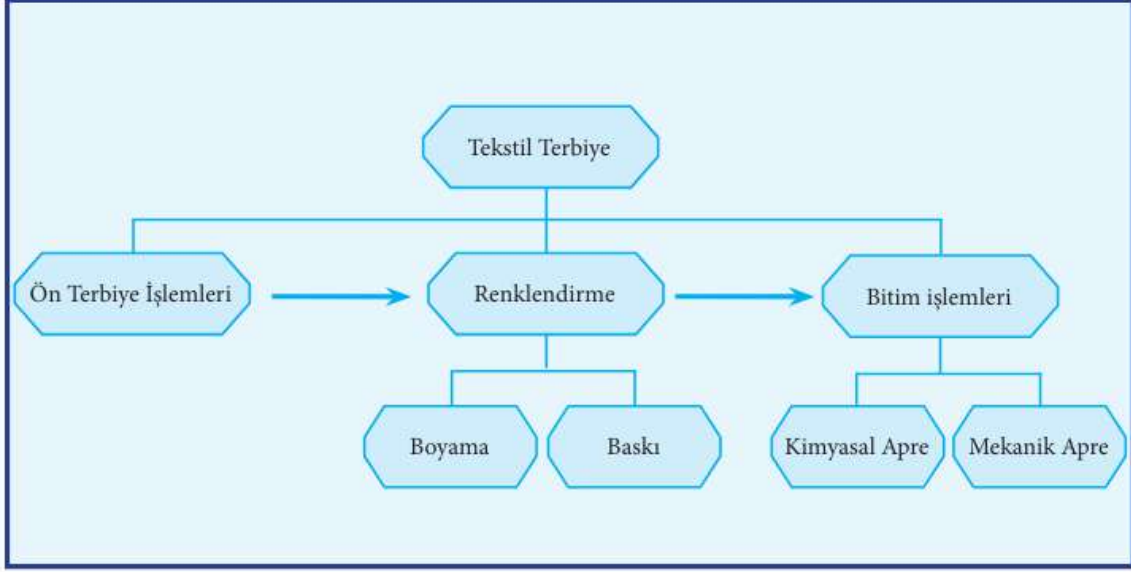 Tekstil Terbiye
Ön Terbiye İşlemleri
Renklendirme
Bitim işlemleri
Boyama
Baskı
Kimyasal Apre
Mekanik Apre